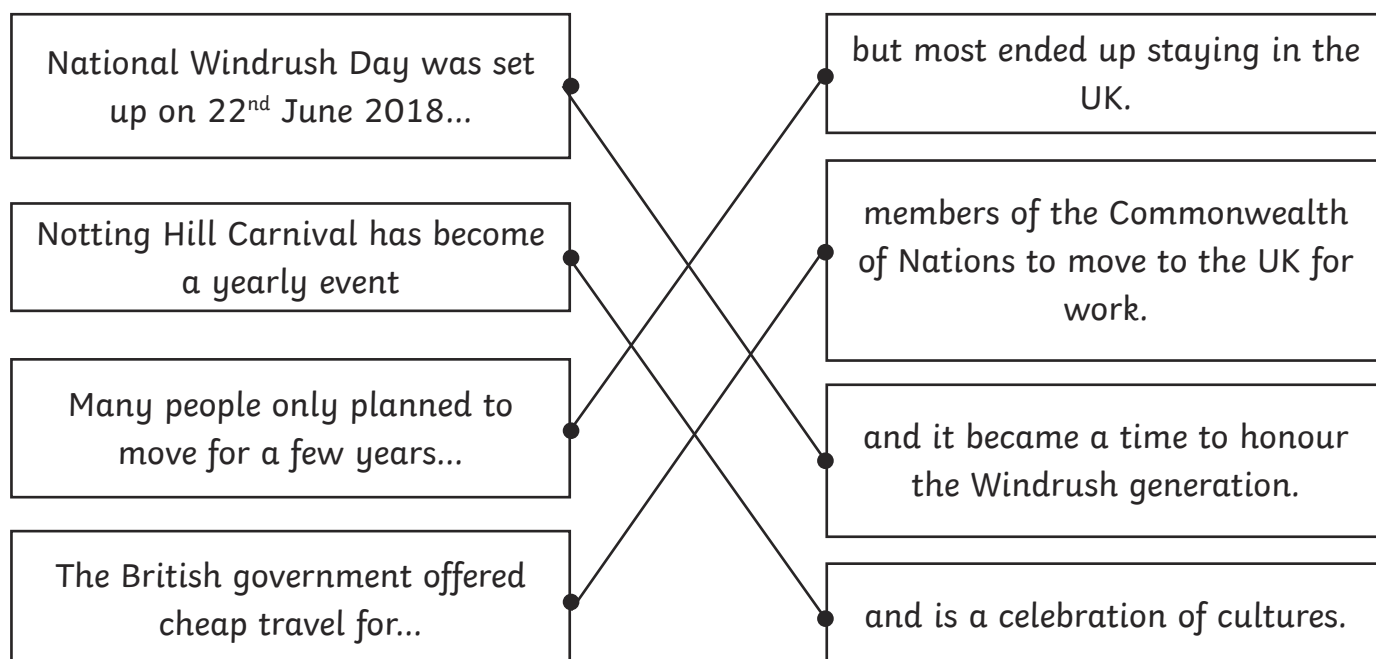 National Windrush Day was set
up on 22nd June 2018...
Notting Hill Carnival has become
a yearly event
Many people only planned to
move for a few years...
The British government offered
cheap travel for...
but most ended up staying in the
UK.
members of the Commonwealth
of Nations to move to the UK for
work.
and it became a time to honour
the Windrush generation.
and is a celebration of cultures.